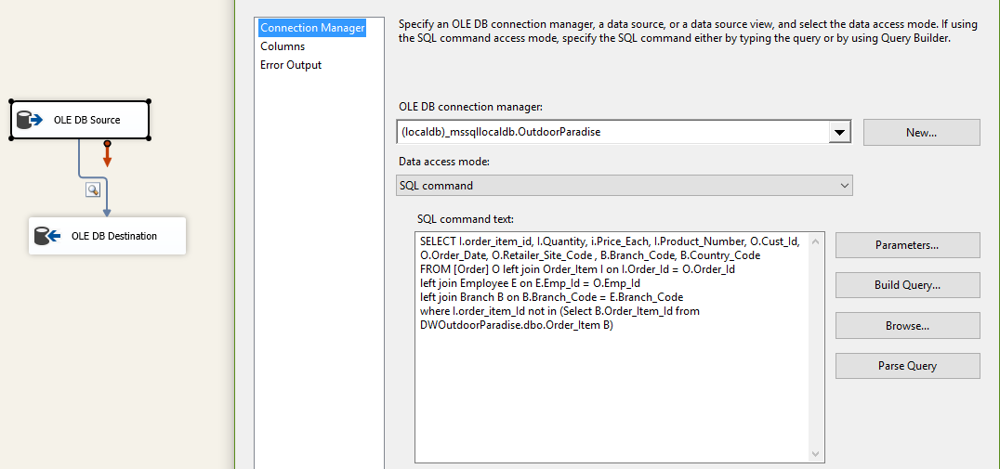 OLE DB Source
OLE DB Destination
Connection Manager
Columns
Error Output
Specify an OLE DB connection manager, a data source, or a data source view, and select the data access mode. If using
the SQL command access mode, specify the SQL command either by typing the query or by using Query Builder.
OLE DB connection manager:
(localdb)_mssqllocaldb.OutdoorParadise
New...
Data access mode:
SQL command
SQL command text:
SELECT I.order_item_id, I.Quantity, i.Price_Each, I.Product_Number, O.Cust_Id,
O.Order_Date, O.Retailer_Site_Code , B.Branch_Code, B.Country_Code
FROM [Order] O left join Order_Item I on I.Order_Id = O.Order_Id
left join Employee E on E.Emp_Id = O.Emp_Id
left join Branch B on B.Branch_Code = E.Branch_Code
where I.order_item_Id not in (Select B.Order_Item_Id from
DWOutdoorParadise.dbo.Order_Item B)
Parameters...
Build Query...
Browse...
Parse Query